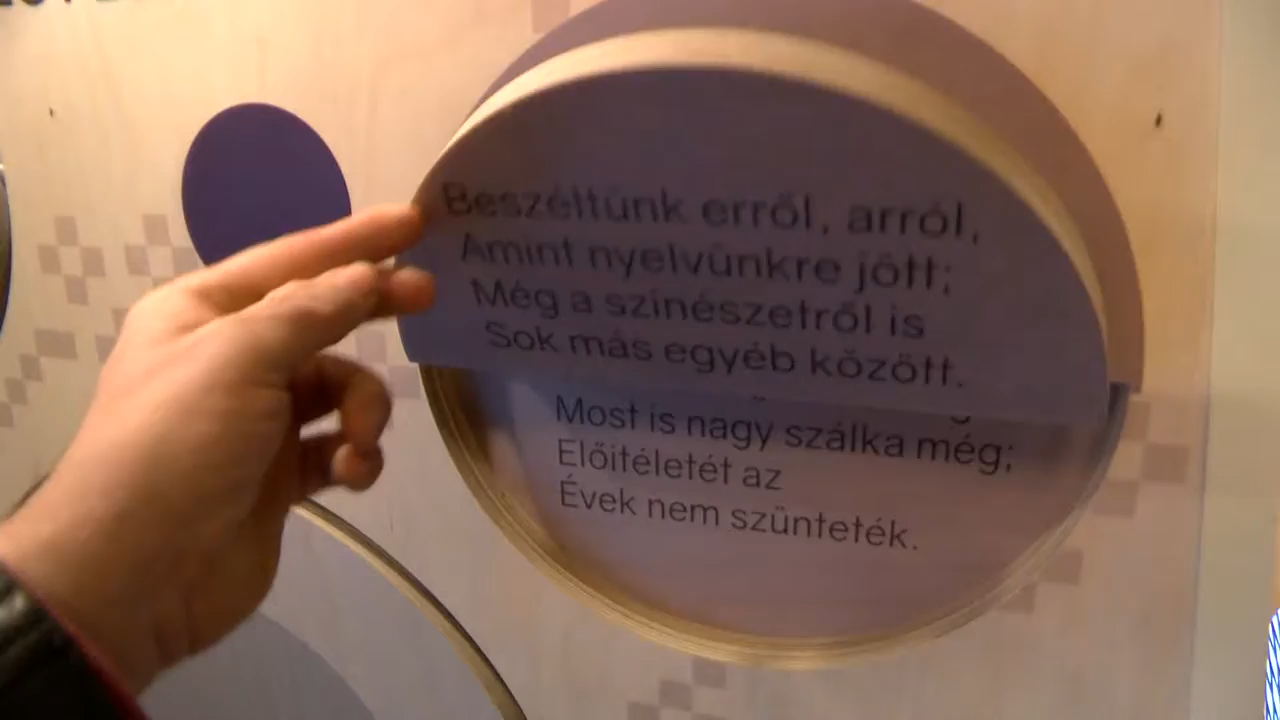 Beszéltünk erről, arról,
Amint nyelvünkre jött;
Még a színészetről is
Sok más egyéb között.
Most is nagy szálka még;
Előitéletét az
Évek nem szünteték.